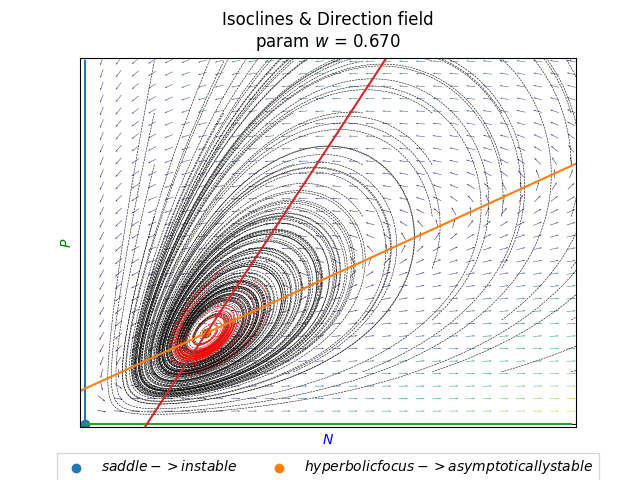 Isoclines & Direction field
param w = 0.670
P
N
saddle − > instable
hyperbolicfocus − > asymptoticallystable